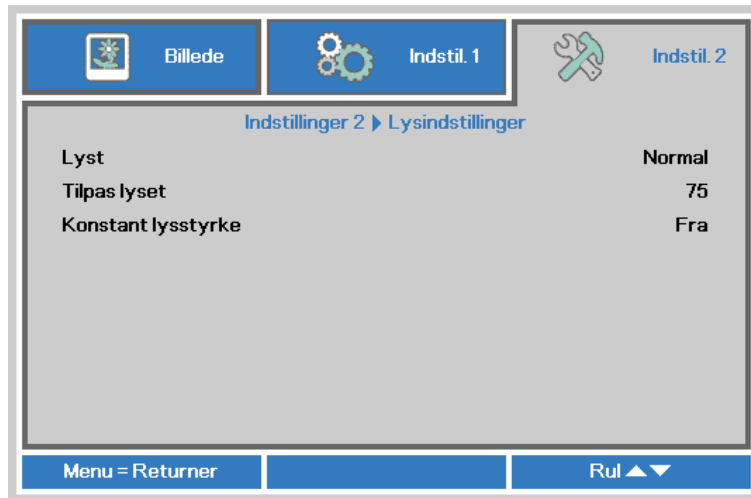 Billede
Indstil. 1
Indstil. 2
Indstillinger 2 ▶ Lysindstillinger
Lyst Normal
Tilpas lyset 75
Konstant lysstyrke Fra
Menu = Returner
Rul ▲▼